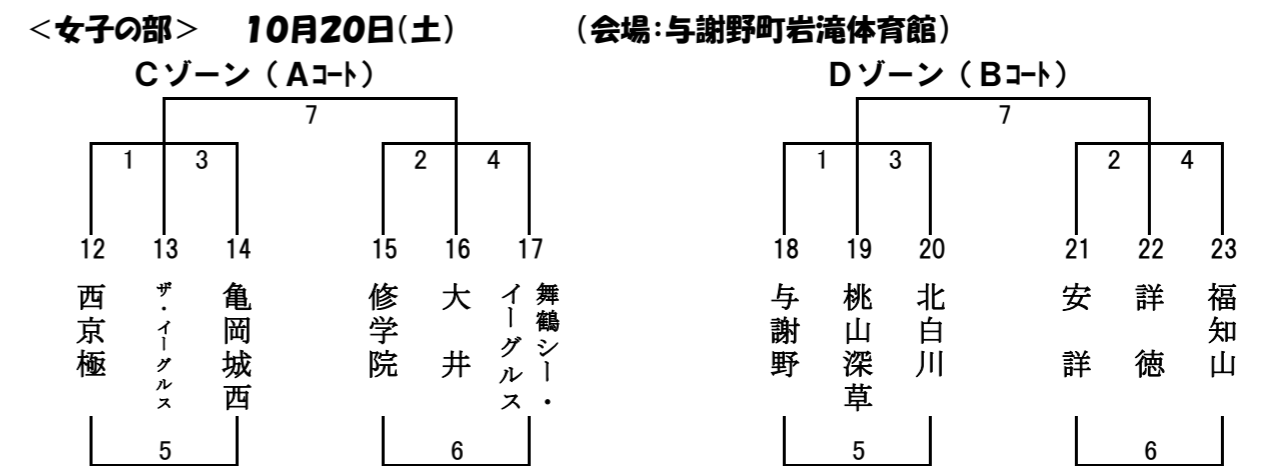 <女子の部> 10月20日(土) (会場:与謝野町岩滝体育館)
Cゾーン(Aコート) Dゾーン(Bコート)
7 7
1 3 2 4 1 3 2 4
12 13 14 15 16 17 18 19 20 21 22 23
西京極
ザ・イーグルス
亀岡城西
修学院
大井
舞鶴シー・
イーグルス
与謝野
桃山深草
北白川
安詳
詳徳
福知山
5 6 5 6